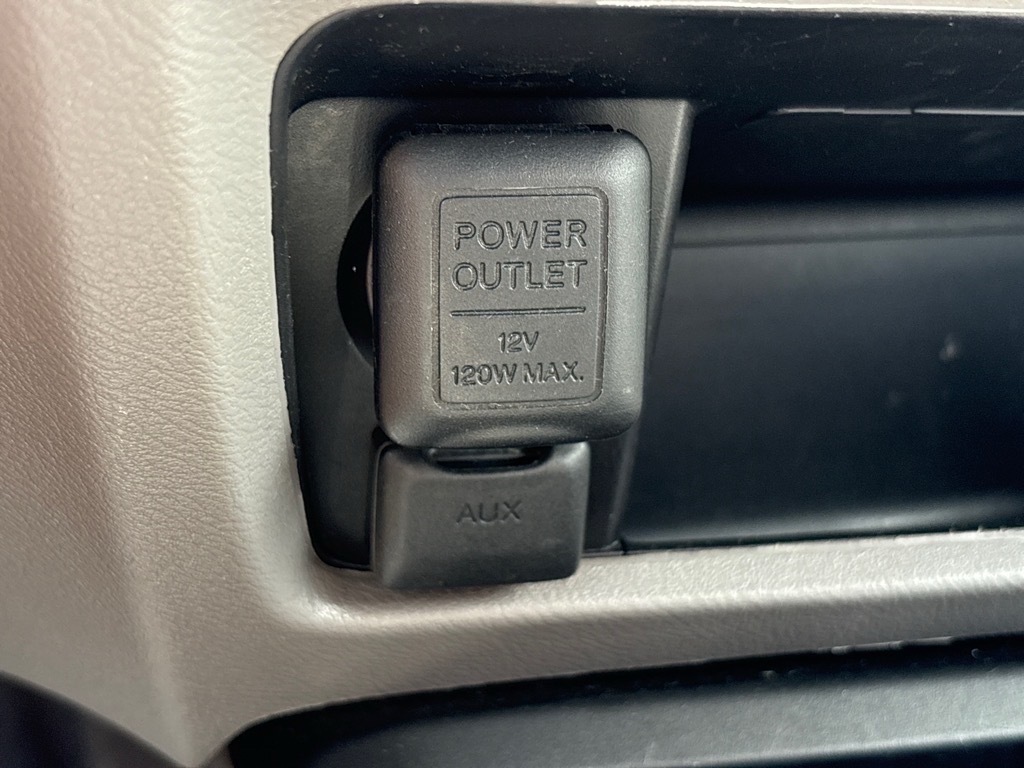 POWER
OUTLET
12V
120W MAX.
AUX